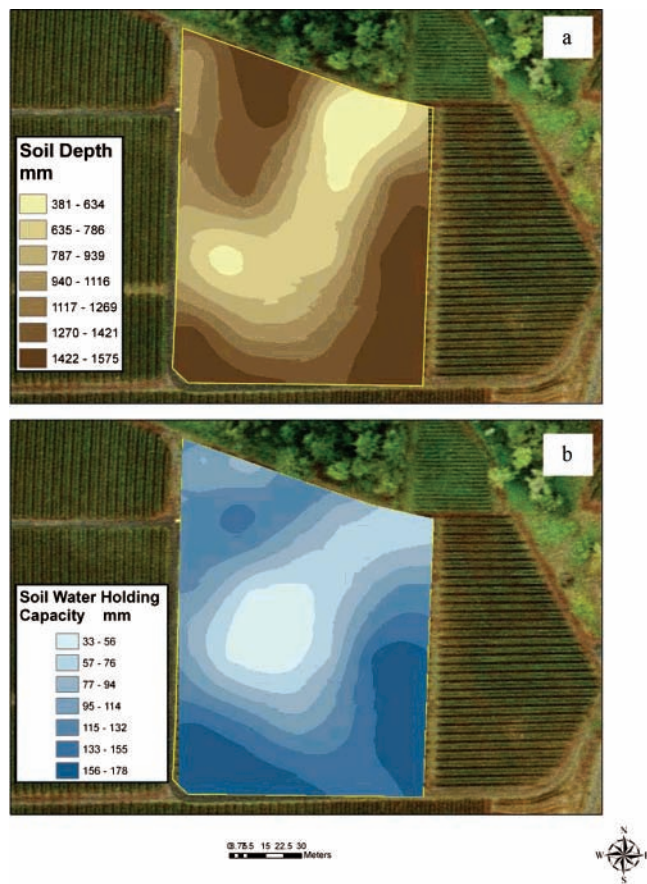 a
Soil Depth
mm
381 - 634
635 - 786
787 - 939
940 - 1116
1117 - 1269
1270 - 1421
1422 - 1575
b
Soil Water Holding
Capacity mm
33 - 56
57 - 76
77 - 94
95 - 114
115 - 132
133 - 155
156 - 178
15 22.5 30
Meters
N
W E
S